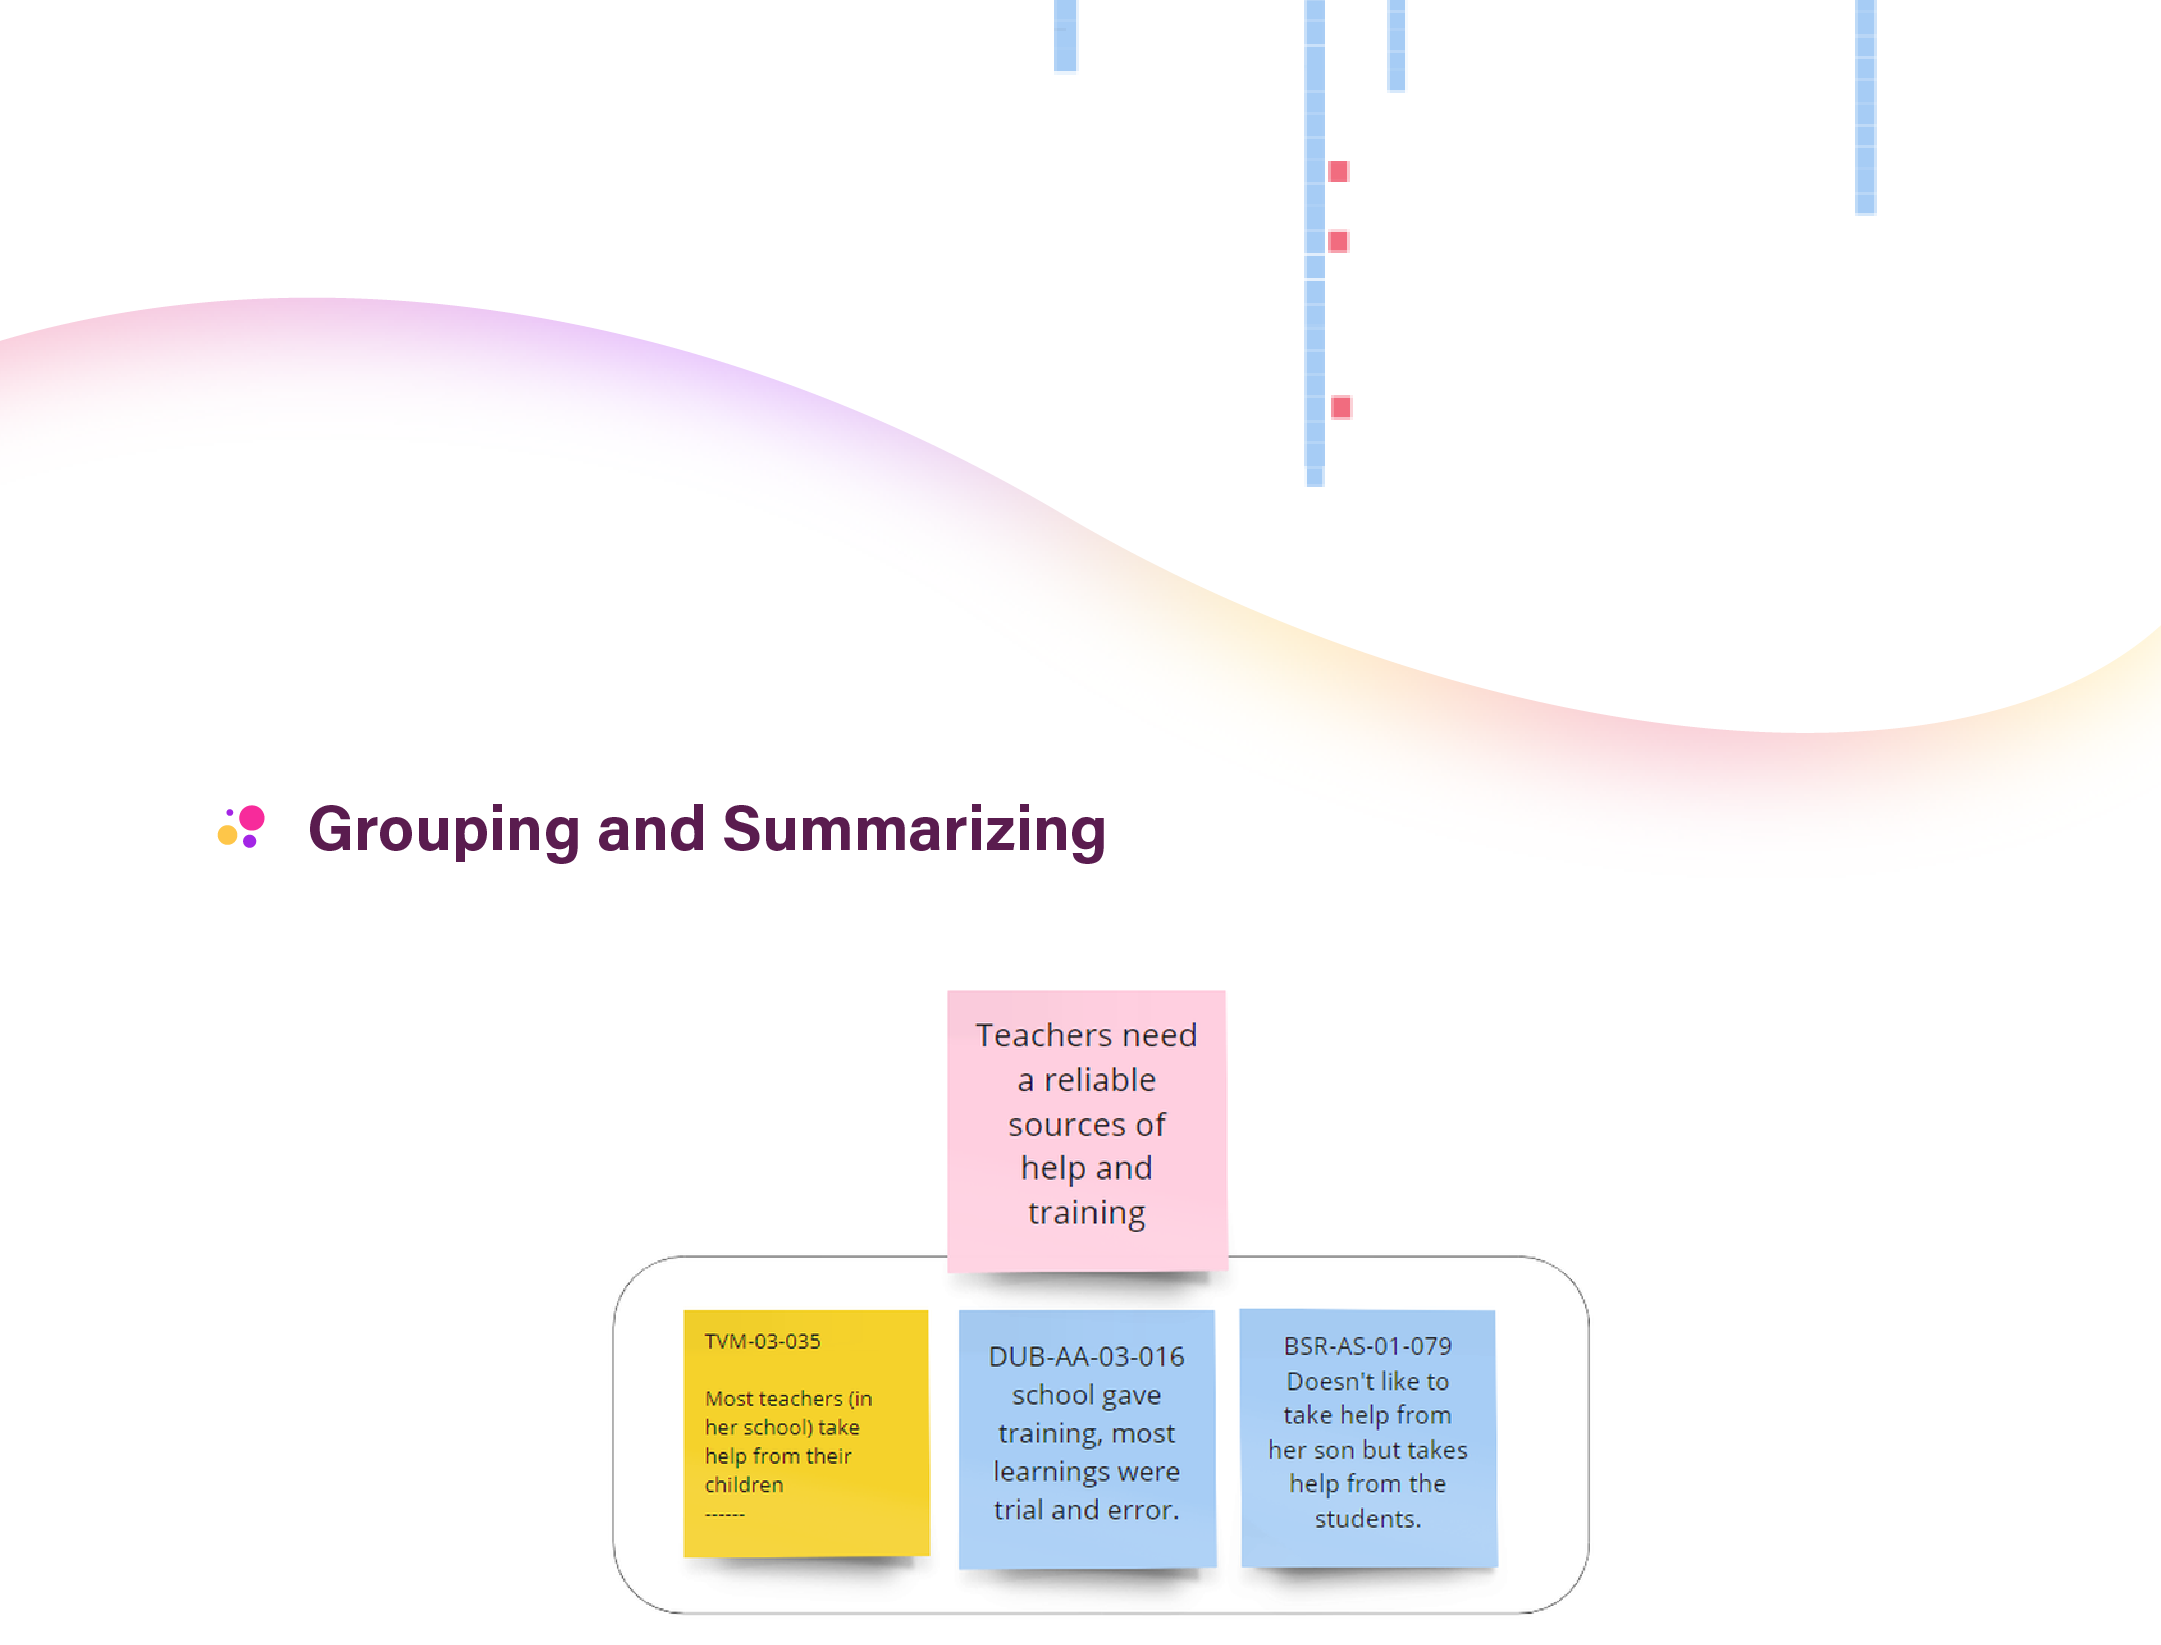 Grouping and Summarizing
Teachers need
a reliable
sources of
help and
training
TVM-03-035
Most teachers (in
her school) take
help from their
children
------
DUB-AA-03-016
school gave
training, most
learnings were
trial and error.
BSR-AS-01-079
Doesn't like to
take help from
her son but takes
help from the
students.